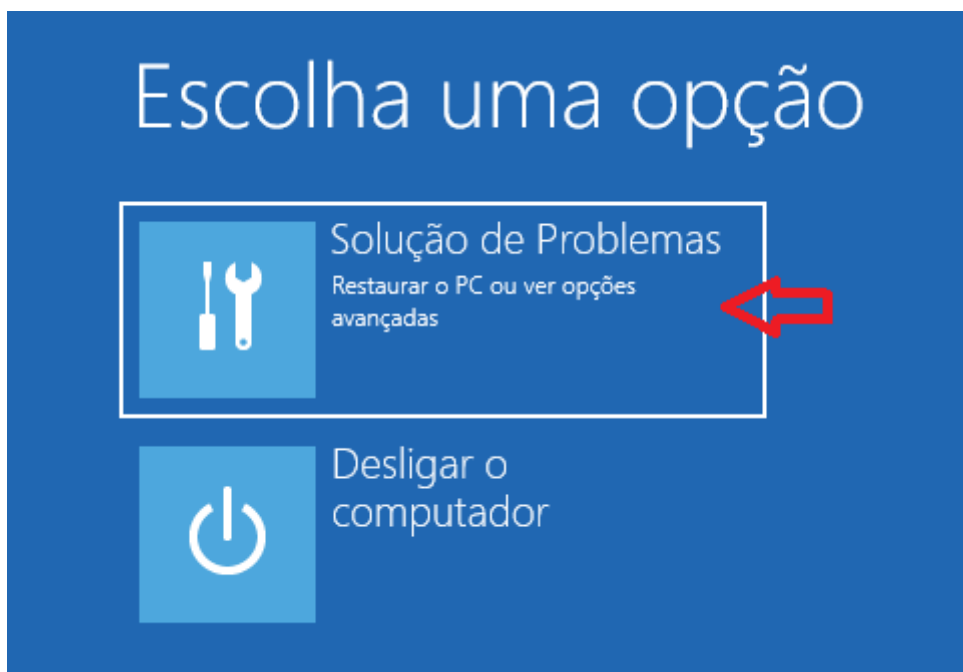 Escolha uma opção
Solução de Problemas
Restaurar o PC ou ver opções
avançadas
Desligar o
computador